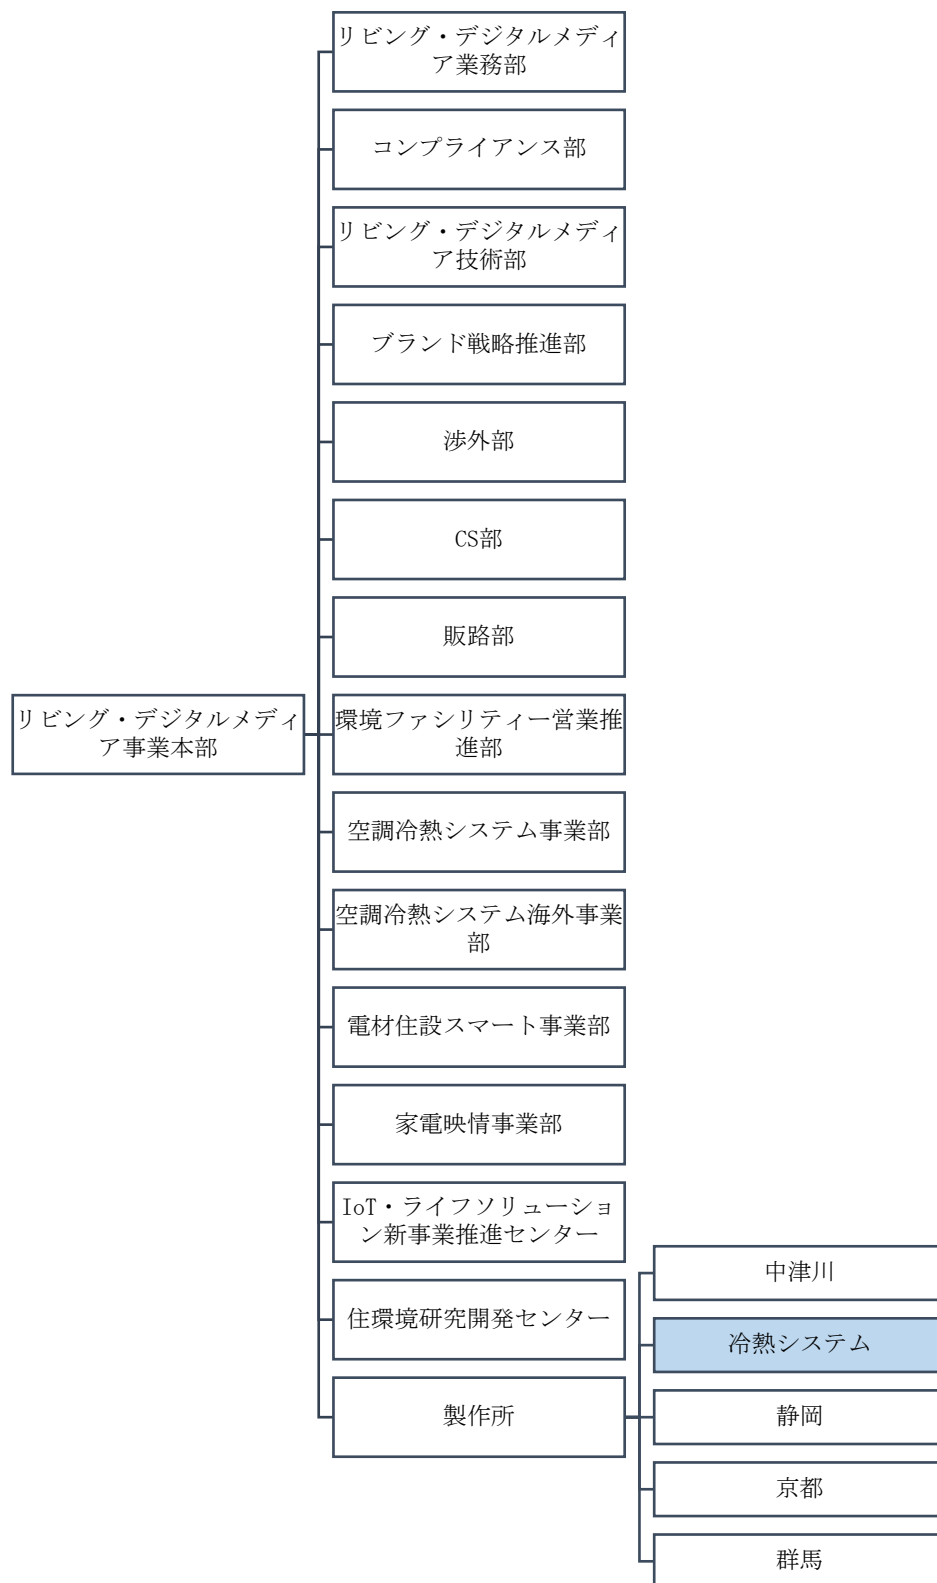 リビング・デジタルメディ
ア業務部
コンプライアンス部
リビング・デジタルメディ
ア技術部
ブランド戦略推進部
渉外部
CS部
販路部
リビング・デジタルメディ
ア事業本部
環境ファシリティー営業推
進部
空調冷熱システム事業部
空調冷熱システム海外事業
部
電材住設スマート事業部
家電映情事業部
IoT・ライフソリューショ
ン新事業推進センター
住環境研究開発センター
製作所
中津川
冷熱システム
静岡
京都
群馬